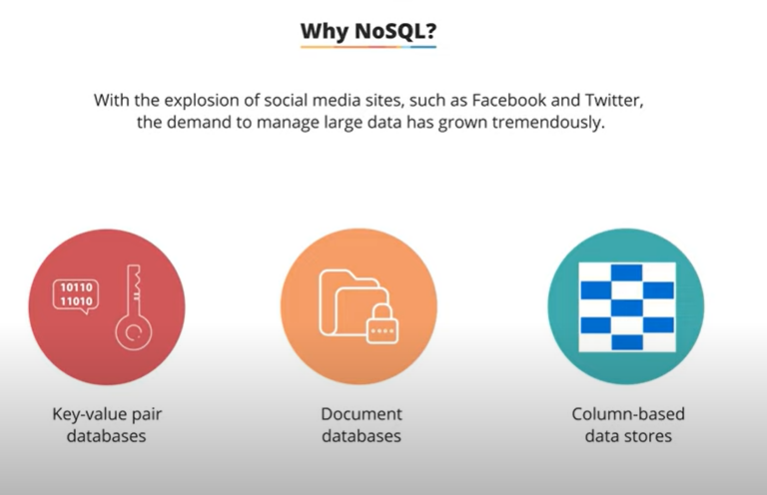 Why NoSQL?
With the explosion of social media sites, such as Facebook and Twitter,
the demand to manage large data has grown tremendously.
10110
11010
Key-value pair
databases
Document
databases
Column-based
data stores